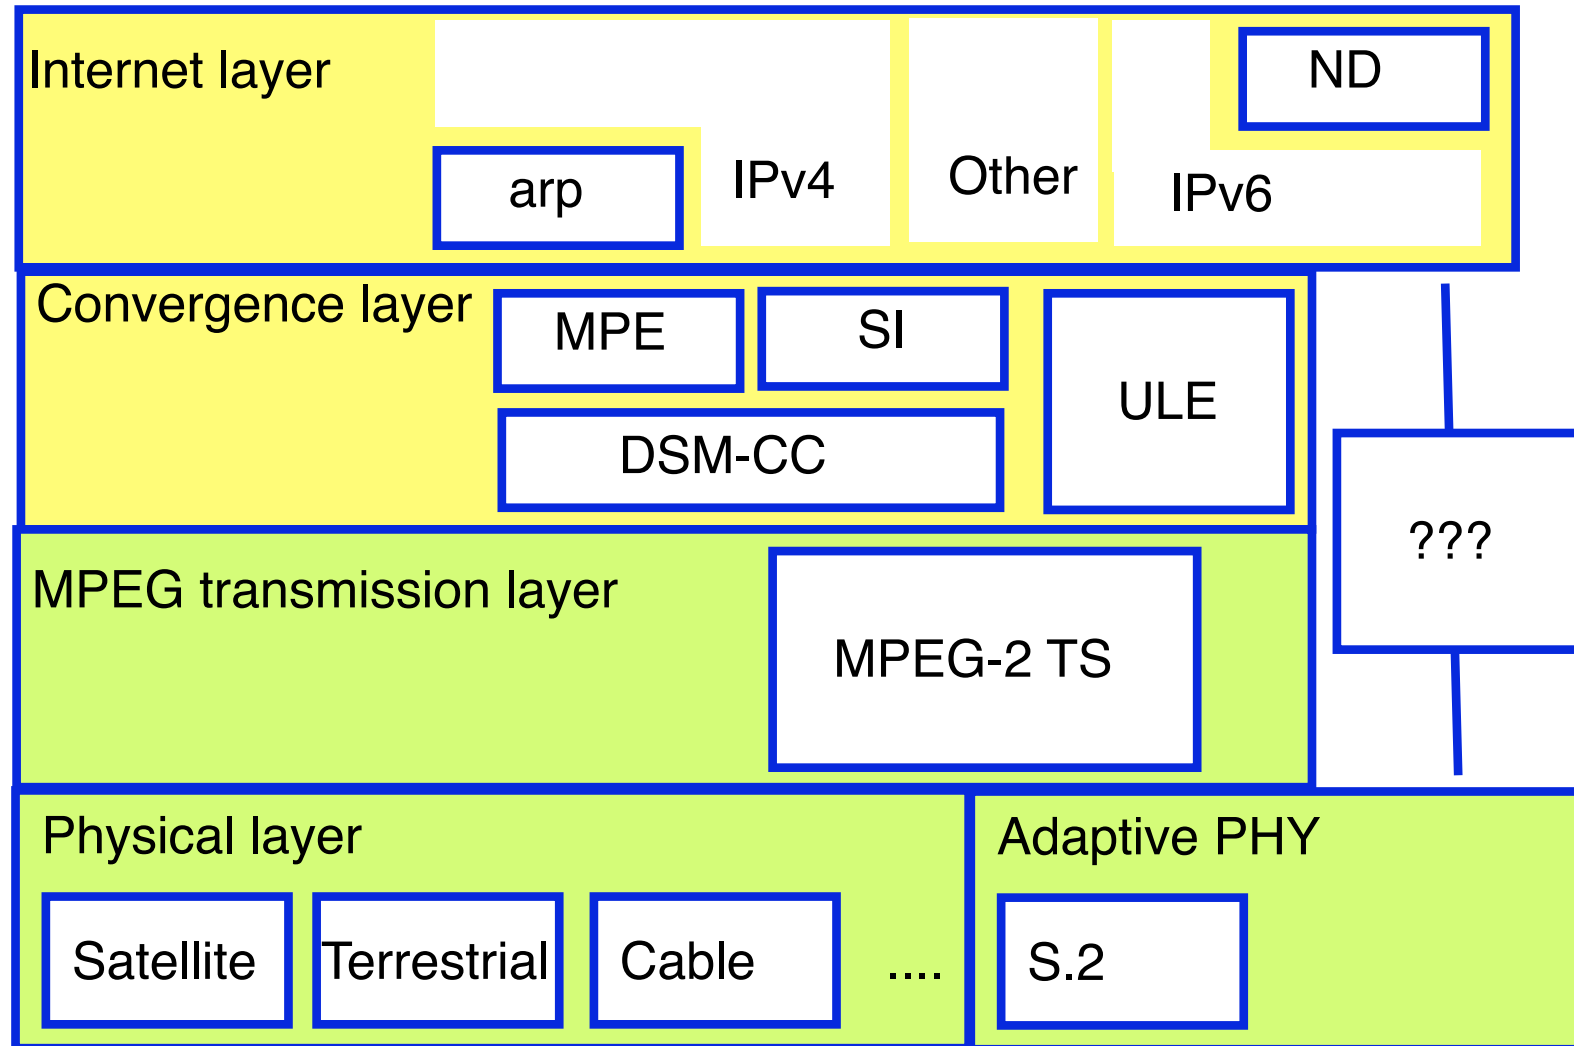 Internet layer
ND
arp
IPv4
Other
IPv6
Convergence layer
MPE
SI
ULE
DSM-CC
???
MPEG transmission layer
MPEG-2 TS
Physical layer
Adaptive PHY
Satellite
Terrestrial
Cable
....
S.2